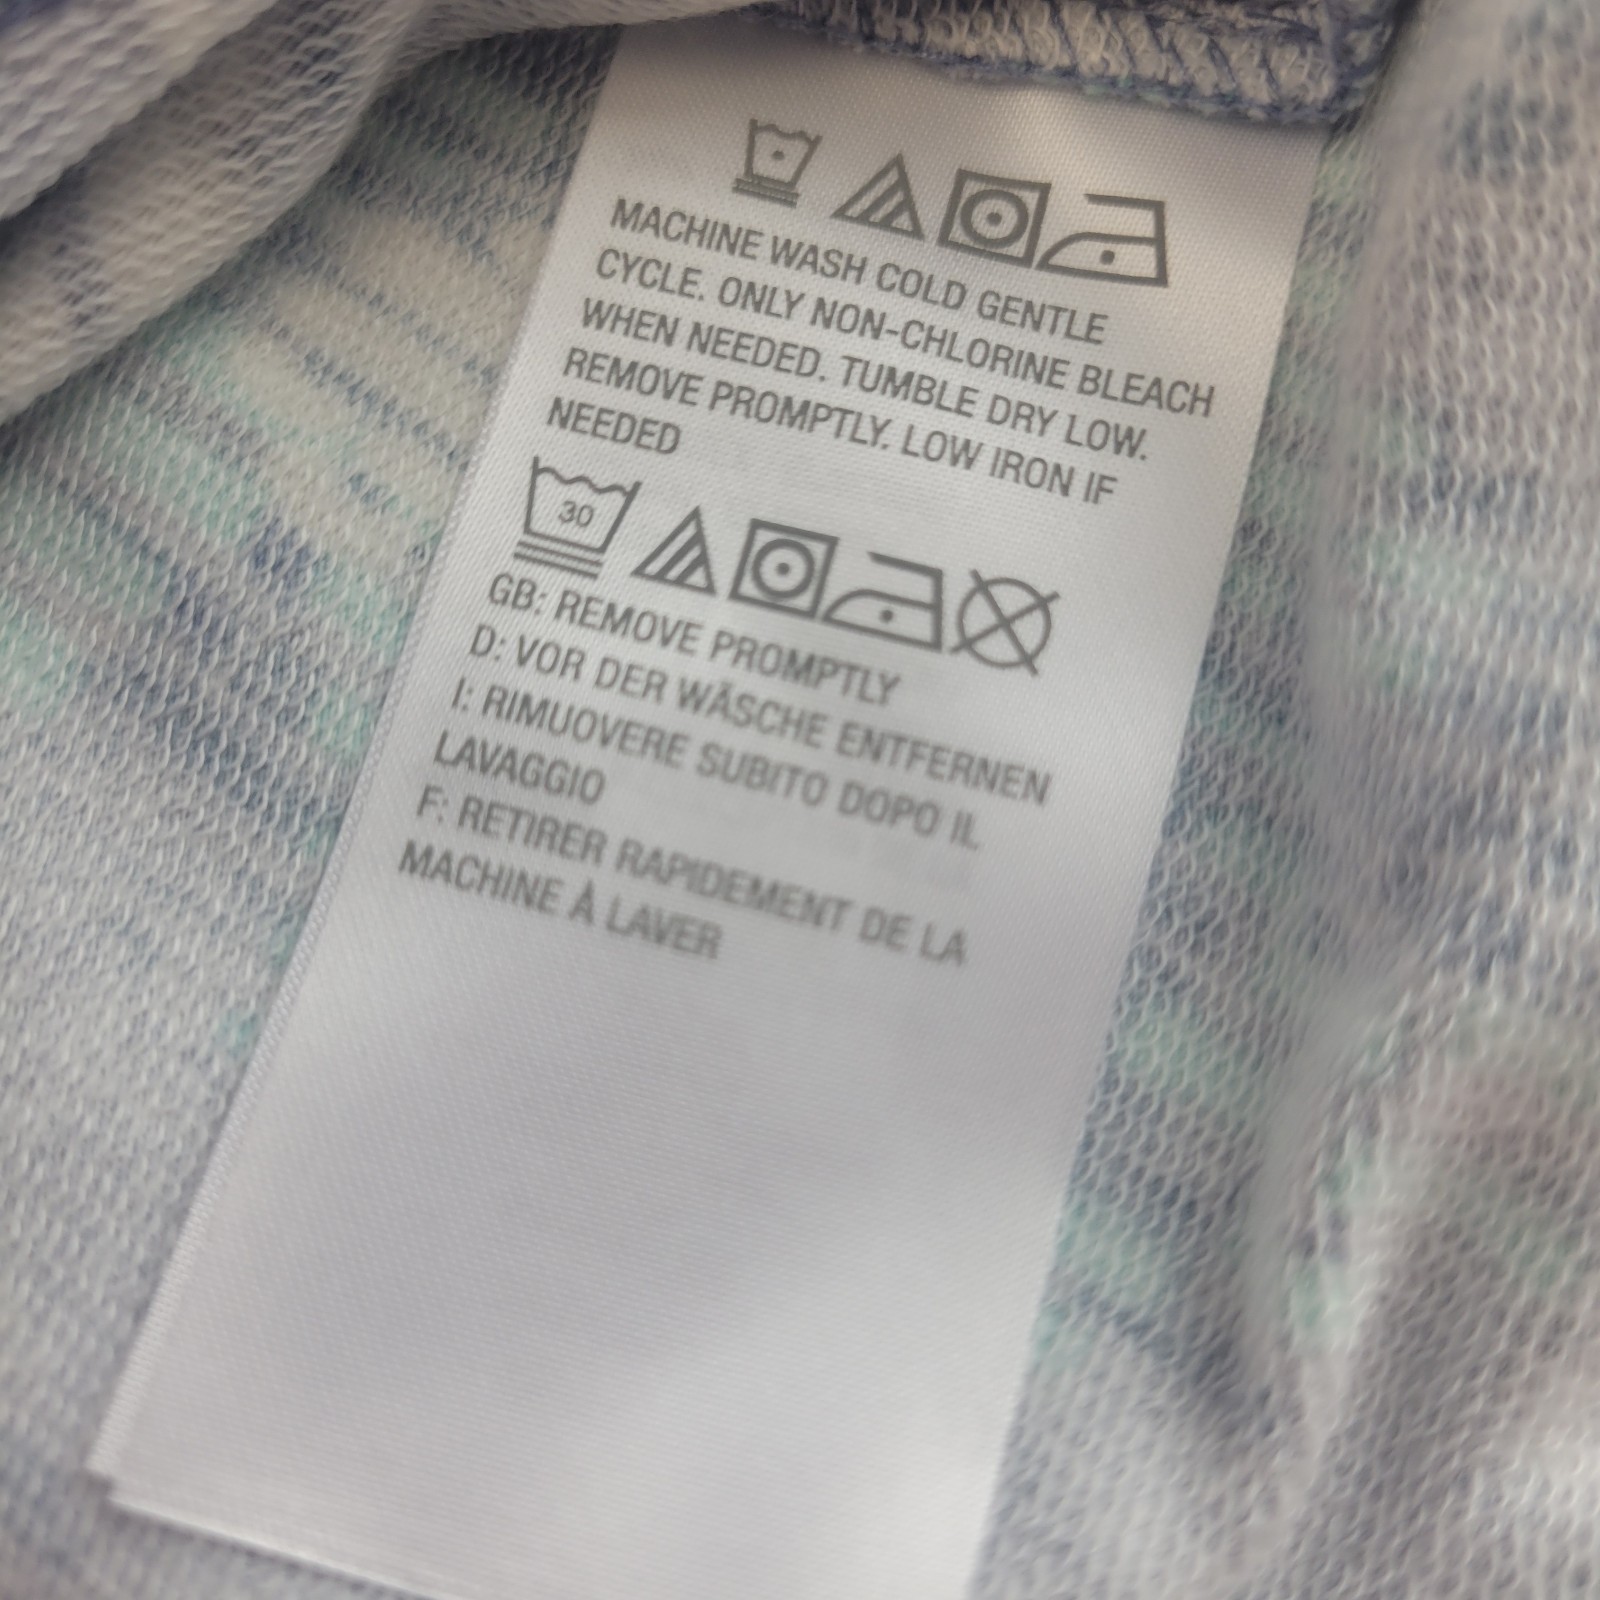 MACHINE WASH COLD GENTLE
CYCLE. ONLY NON-CHLORINE BLEACH
WHEN NEEDED. TUMBLE DRY LOW.
REMOVE PROMPTLY. LOW IRON IF
NEEDED
30
GB: REMOVE PROMPTLY
D: VOR DER WÄSCHE ENTFERNEN
I: RIMUOVERE SUBITO DOPO IL
LAVAGGIO
F: RETIRER RAPIDEMENT DE LA
MACHINE À LAVER